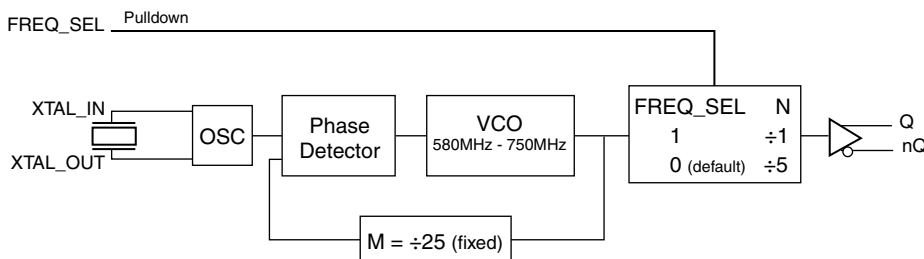 FREQ_SEL Pulldown
XTAL_IN
XTAL_OUT
OSC
Phase
Detector
VCO
580MHz - 750MHz
FREQ_SEL N
1 ÷1
0 (default) ÷5
Q
nQ
M = ÷25 (fixed)